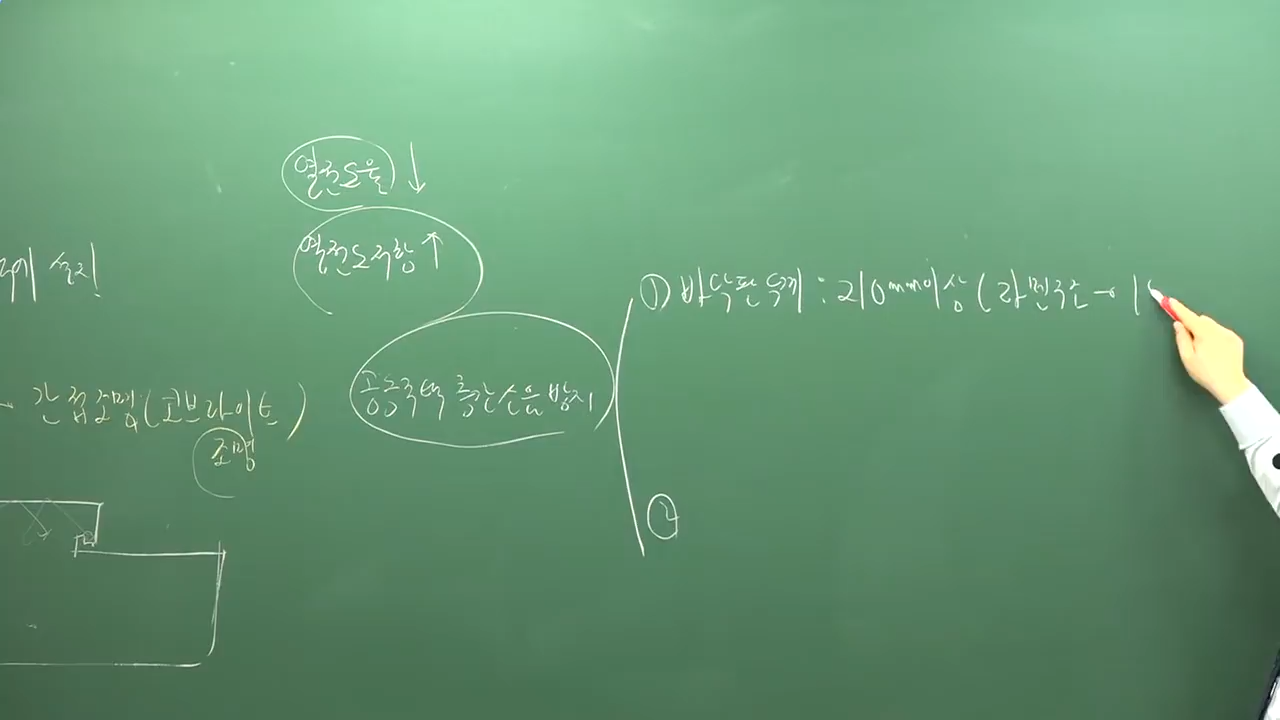 열전도율 ↓
열전도저항 ↑
설치
간접조명(코브라이트
조명
공동주택 층간소음방지
① 바닥판두께 : 210mm이상(라멘구조→1
②